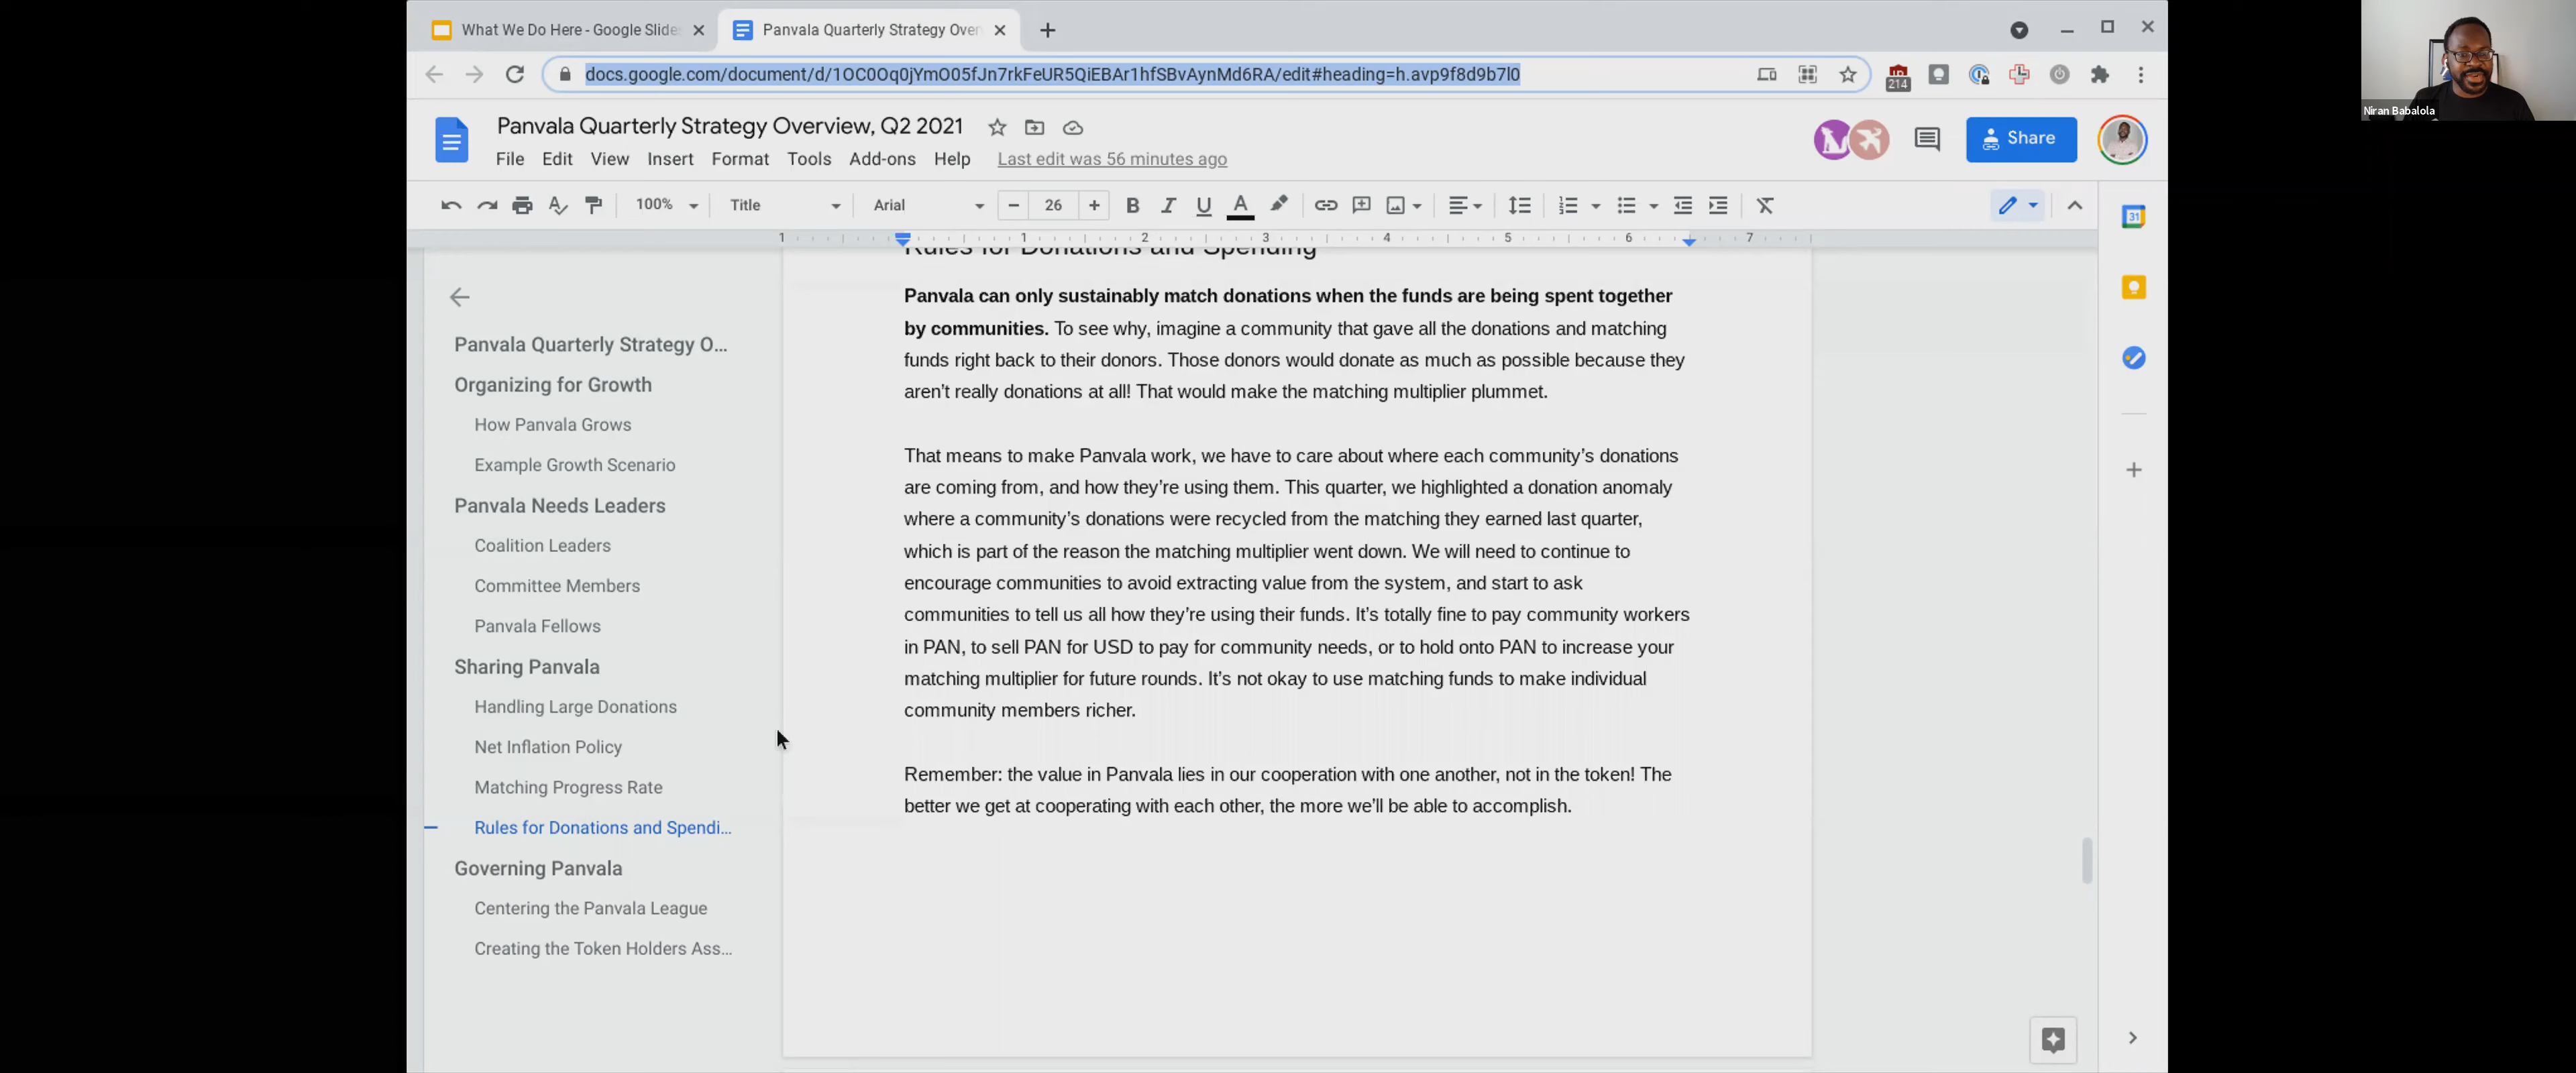 What We Do Here - Google Slide
Panvala Quarterly Strategy Over
docs.google.com/document/d/1OC0Oq0jYmO05fJn7rkFeUR5QiEBAr1hfSBvAynMd6RA/edit#heading=h.avp9f8d9b7l0
214
Niran Babalola
Panvala Quarterly Strategy Overview, Q2 2021
File Edit View Insert Format Tools Add-ons Help Last edit was 56 minutes ago
Share
100% Title Arial 26
1 1 2 3 4 5 6 7
31
Panvala Quarterly Strategy O...
Organizing for Growth
How Panvala Grows
Example Growth Scenario
Panvala Needs Leaders
Coalition Leaders
Committee Members
Panvala Fellows
Sharing Panvala
Handling Large Donations
Net Inflation Policy
Matching Progress Rate
Rules for Donations and Spendi...
Governing Panvala
Centering the Panvala League
Creating the Token Holders Ass...
Rules for Donations and Spending
Panvala can only sustainably match donations when the funds are being spent together
by communities. To see why, imagine a community that gave all the donations and matching
funds right back to their donors. Those donors would donate as much as possible because they
aren't really donations at all! That would make the matching multiplier plummet.
That means to make Panvala work, we have to care about where each community's donations
are coming from, and how they're using them. This quarter, we highlighted a donation anomaly
where a community's donations were recycled from the matching they earned last quarter,
which is part of the reason the matching multiplier went down. We will need to continue to
encourage communities to avoid extracting value from the system, and start to ask
communities to tell us all how they're using their funds. It's totally fine to pay community workers
in PAN, to sell PAN for USD to pay for community needs, or to hold onto PAN to increase your
matching multiplier for future rounds. It's not okay to use matching funds to make individual
community members richer.
Remember: the value in Panvala lies in our cooperation with one another, not in the token! The
better we get at cooperating with each other, the more we'll be able to accomplish.